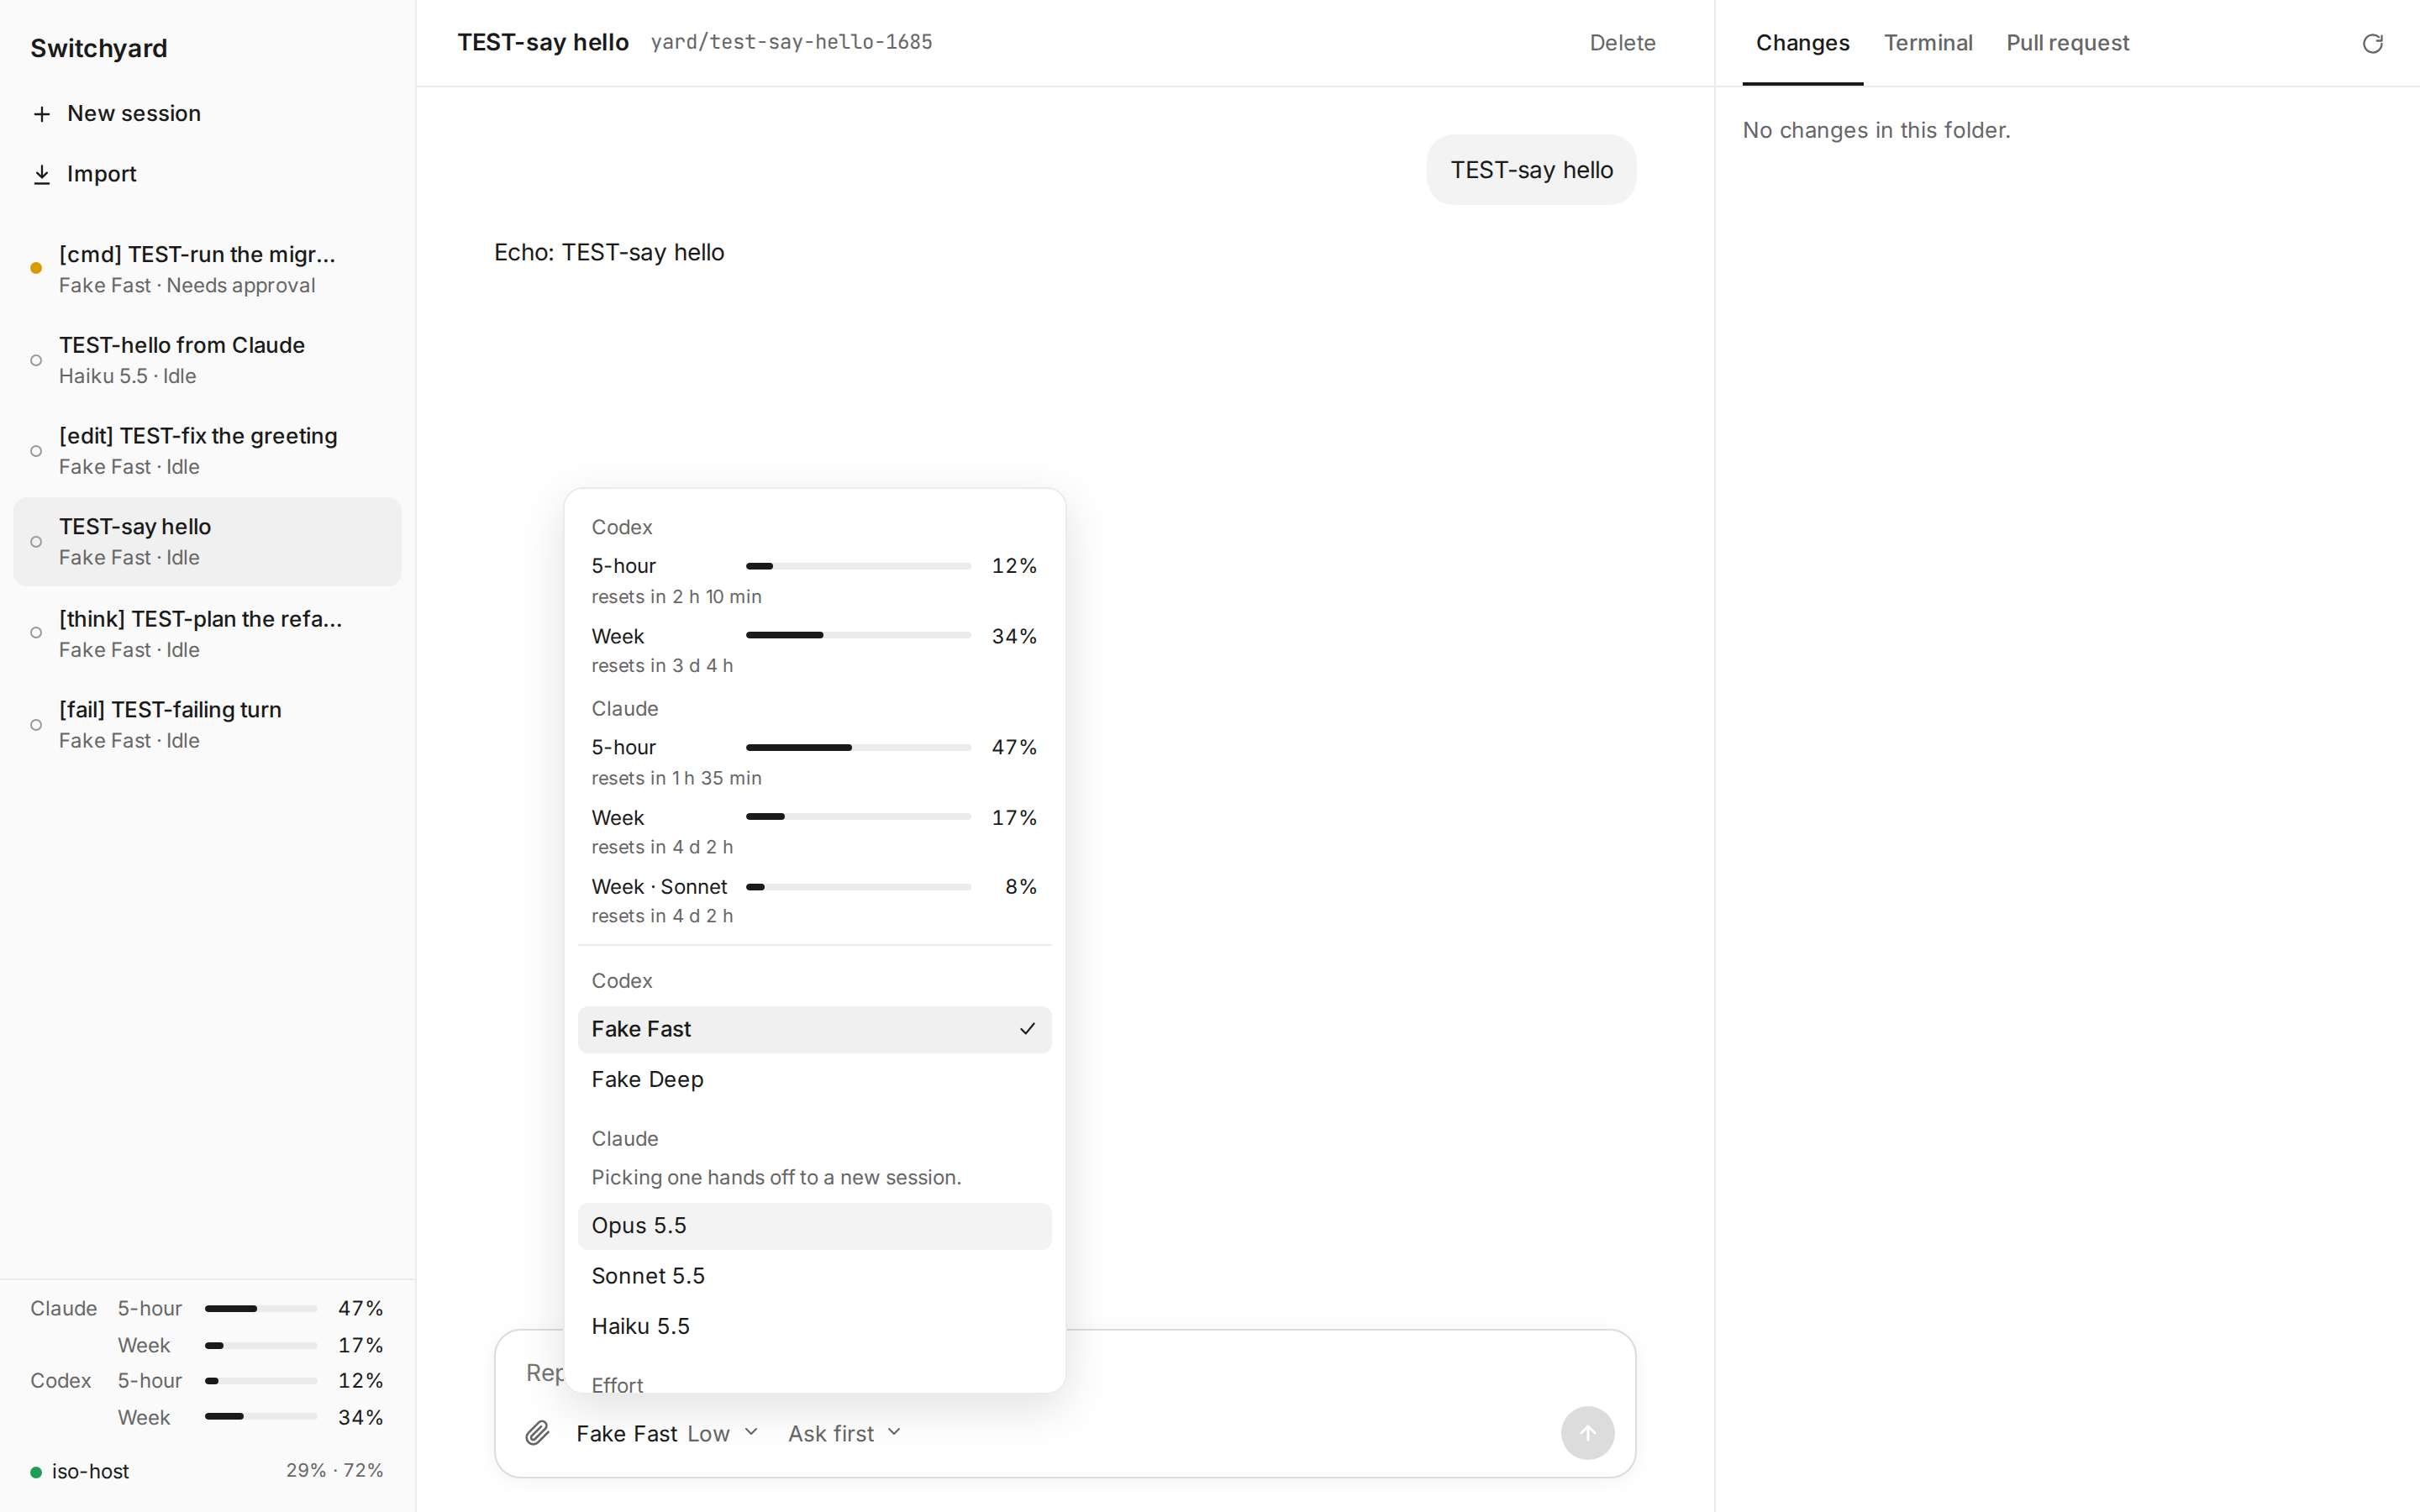 Switchyard
New session
Import
[cmd] TEST-run the migr...
Fake Fast · Needs approval
TEST-hello from Claude
Haiku 5.5 · Idle
[edit] TEST-fix the greeting
Fake Fast · Idle
TEST-say hello
Fake Fast · Idle
[think] TEST-plan the refa...
Fake Fast · Idle
[fail] TEST-failing turn
Fake Fast · Idle
Claude 5-hour 47%
Week 17%
Codex 5-hour 12%
Week 34%
iso-host 29% · 72%
TEST-say hello yard/test-say-hello-1685 Delete
TEST-say hello
Echo: TEST-say hello
Codex
5-hour 12%
resets in 2 h 10 min
Week 34%
resets in 3 d 4 h
Claude
5-hour 47%
resets in 1 h 35 min
Week 17%
resets in 4 d 2 h
Week · Sonnet 8%
resets in 4 d 2 h
Codex
Fake Fast
Fake Deep
Claude
Picking one hands off to a new session.
Opus 5.5
Sonnet 5.5
Haiku 5.5
Effort
Rep
Fake Fast Low Ask first
Changes Terminal Pull request
No changes in this folder.